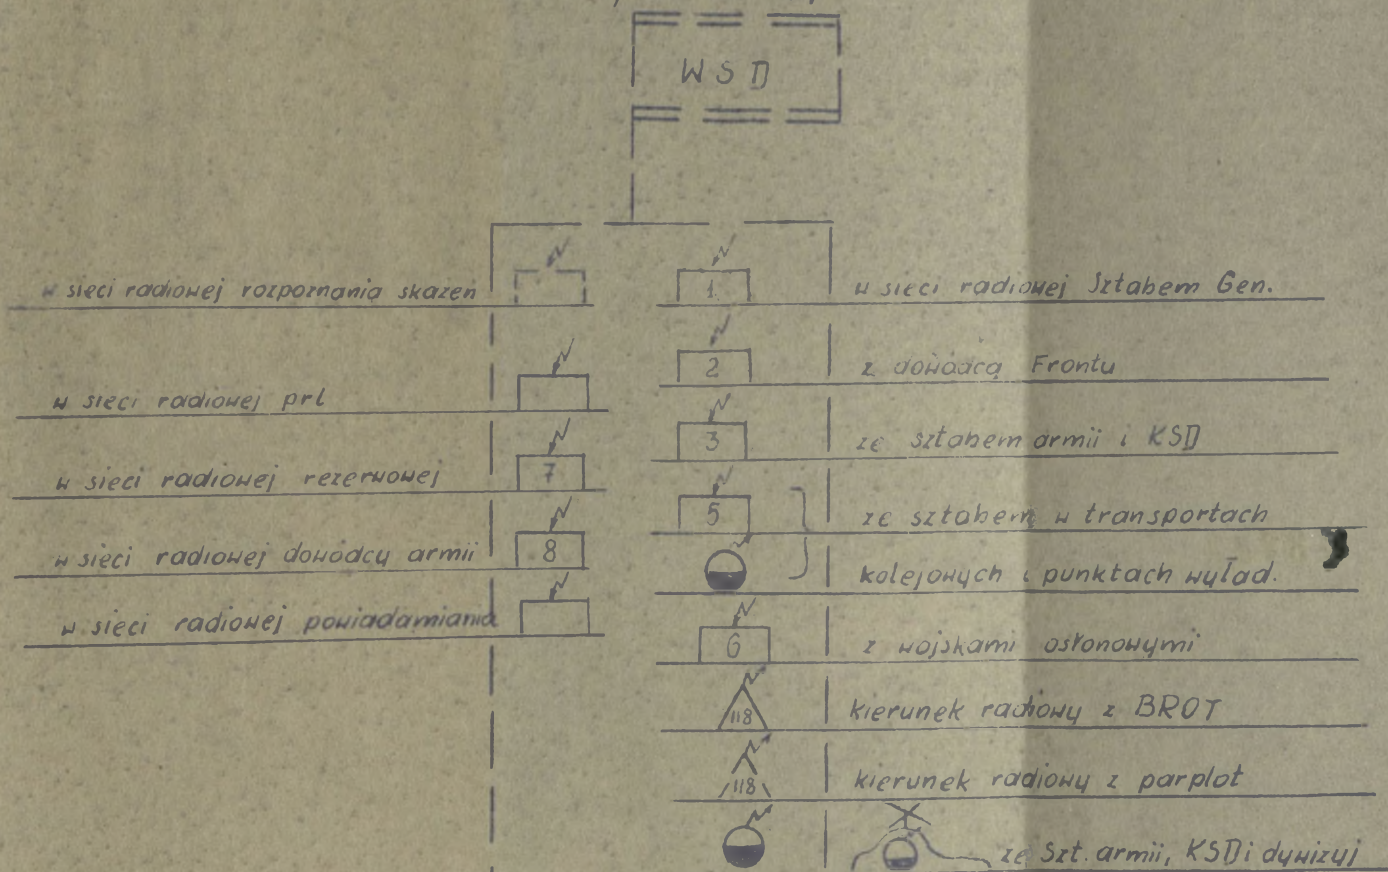 WSD
w sieci radiowej rozpoznania skażeń
1 w sieci radiowej Sztabem Gen.
2 z dowódcą Frontu
w sieci radiowej prl
3 ze sztabem armii i KSD
w sieci radiowej rezerwowej 7
5 ze sztabem w transportach
w sieci radiowej dowódcy armii 8
kolejowych i punktach wyład.
w sieci radiowej powiadamiania
6 z wojskami osłonowymi
118 kierunek radiowy z BROT
118 kierunek radiowy z parplot
ze Szt. armii, KSD i dywizyj